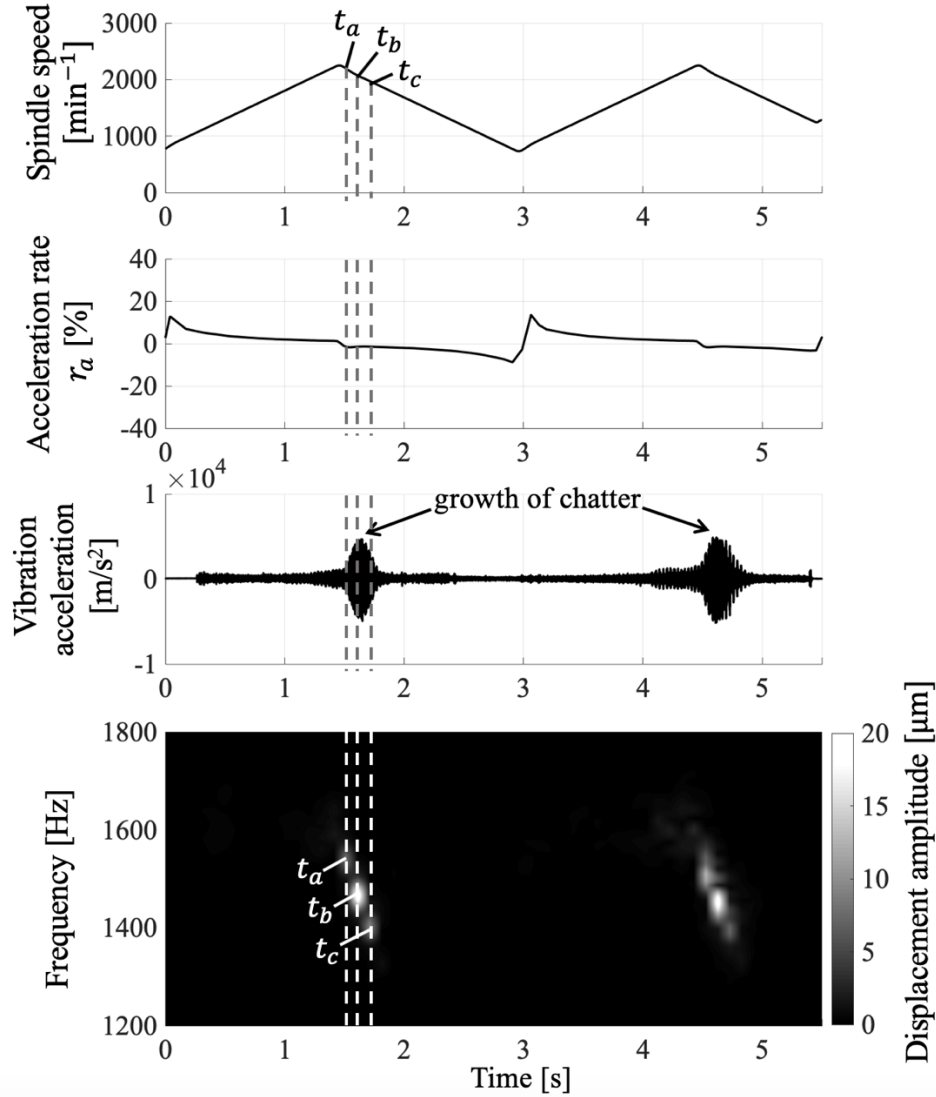 Spindle speed
[min⁻¹]
3000
2000
1000
0
t_a
t_b
t_c
0 1 2 3 4 5
Acceleration rate
r_a [%]
40
20
0
-20
-40
0 1 2 3 4 5
Vibration
acceleration
[m/s²]
×10⁴
1
0
-1
growth of chatter
0 1 2 3 4 5
Frequency [Hz]
1800
1600
1400
1200
t_a
t_b
t_c
0 1 2 3 4 5
Time [s]
20
15
10
5
0
Displacement amplitude [μm]